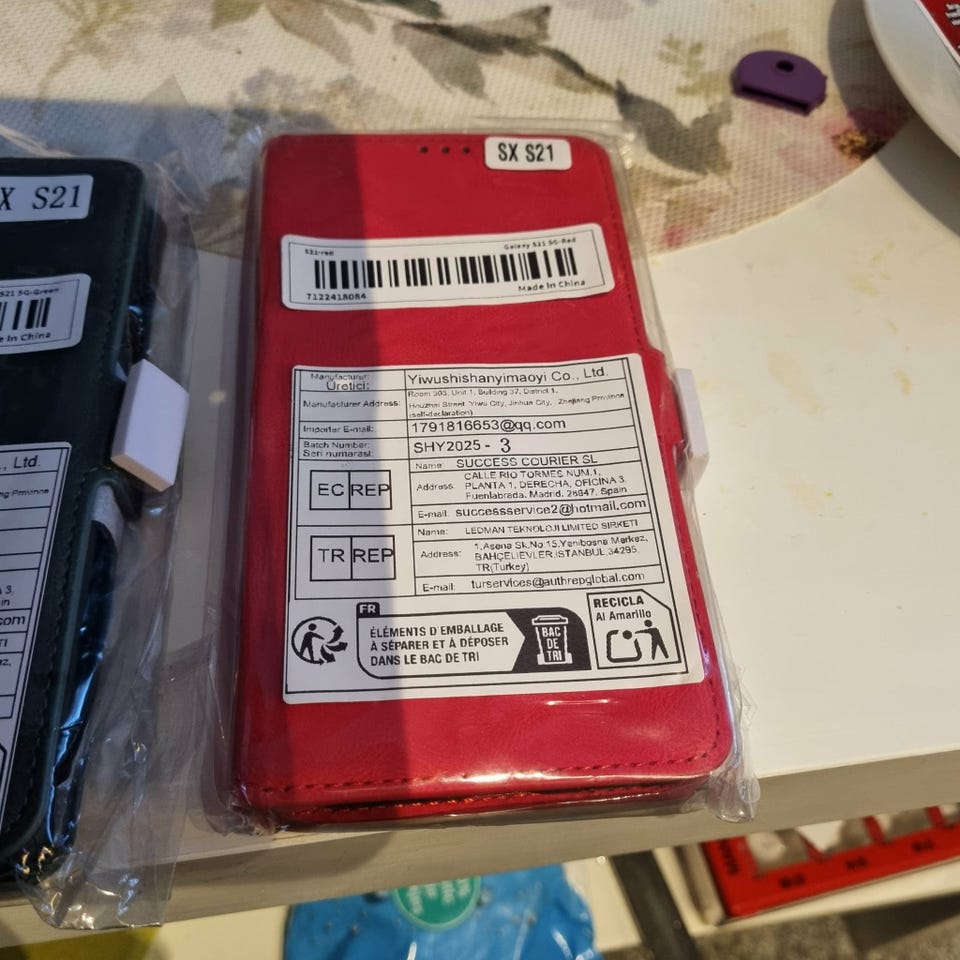 SX S21
S21-red Galaxy S21 5G-Red
7122418084 Made In China
Manufacturer:
Üretici:
Yiwushishanyimaoyi Co., Ltd.
Manufacturer Address:
Room 303, Unit 1, Building 37, District 1,
Houzhai Street, Yiwu City, Jinhua City, Zhejiang Province
(self-declaration)
Importer E-mail: 1791816653@qq.com
Batch Number:
Seri numarası:
SHY2025 - 3
EC REP
Name: SUCCESS COURIER SL
Address: CALLE RIO TORMES NUM.1,
PLANTA 1, DERECHA, OFICINA 3,
Fuenlabrada, Madrid, 28947, Spain
E-mail: successservice2@hotmail.com
TR REP
Name: LEDMAN TEKNOLOJI LIMITED SIRKETI
Address: 1.Asena Sk.No 15,Yenibosna Merkez,
BAHÇELIEVLER,ISTANBUL,34295,
TR(Turkey)
E-mail: turservices@authrepglobal.com
FR
ÉLÉMENTS D EMBALLAGE
À SÉPARER ET À DÉPOSER
DANS LE BAC DE TRI
BAC
DE
TRI
RECICLA
Al Amarillo
X S21
S21 5G-Green
In China
., Ltd.
Province
com